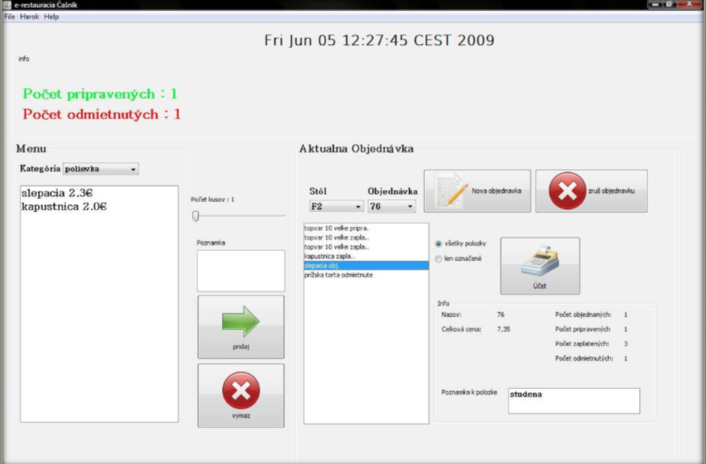 e-restauracia Čašník
File Harok Help
Fri Jun 05 12:27:45 CEST 2009
Info
Počet pripravených : 1
Počet odmietnutých : 1
Menu
Kategória polievka
slepacia 2.3€
kapustnica 2.0€
Počet kusov : 1
Poznamka
pridaj
vymaz
Aktualna Objednávka
Stôl Objednávka
F2 76
Nova objednavka
zruš objednavku
topvar 10 velke pripra..
topvar 10 velke zapla...
topvar 10 velke zapla...
kapustnica zapla...
slepacia obj.
pržska torta odmietnute
všetky polozky
len označené
Účet
Info
Nazov: 76 Počet objednaných: 1
Celková cena: 7,35 Počet pripravených 1
Počet zaplatených: 3
Počet odmietnutých: 1
Poznamka k polozke studena